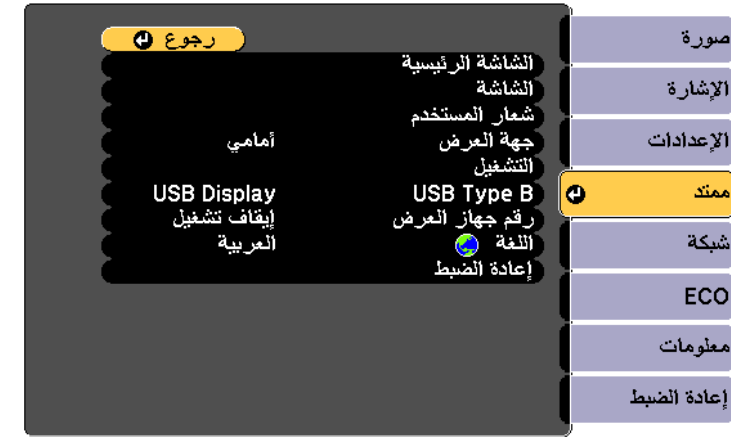 صورة
الإشارة
الإعدادات
ممتد
شبكة
ECO
معلومات
إعادة الضبط
رجوع
الشاشة الرئيسية
الشاشة
شعار المستخدم
جهة العرض أمامي
التشغيل
USB Type B USB Display
رقم جهاز العرض إيقاف تشغيل
اللغة العربية
إعادة الضبط